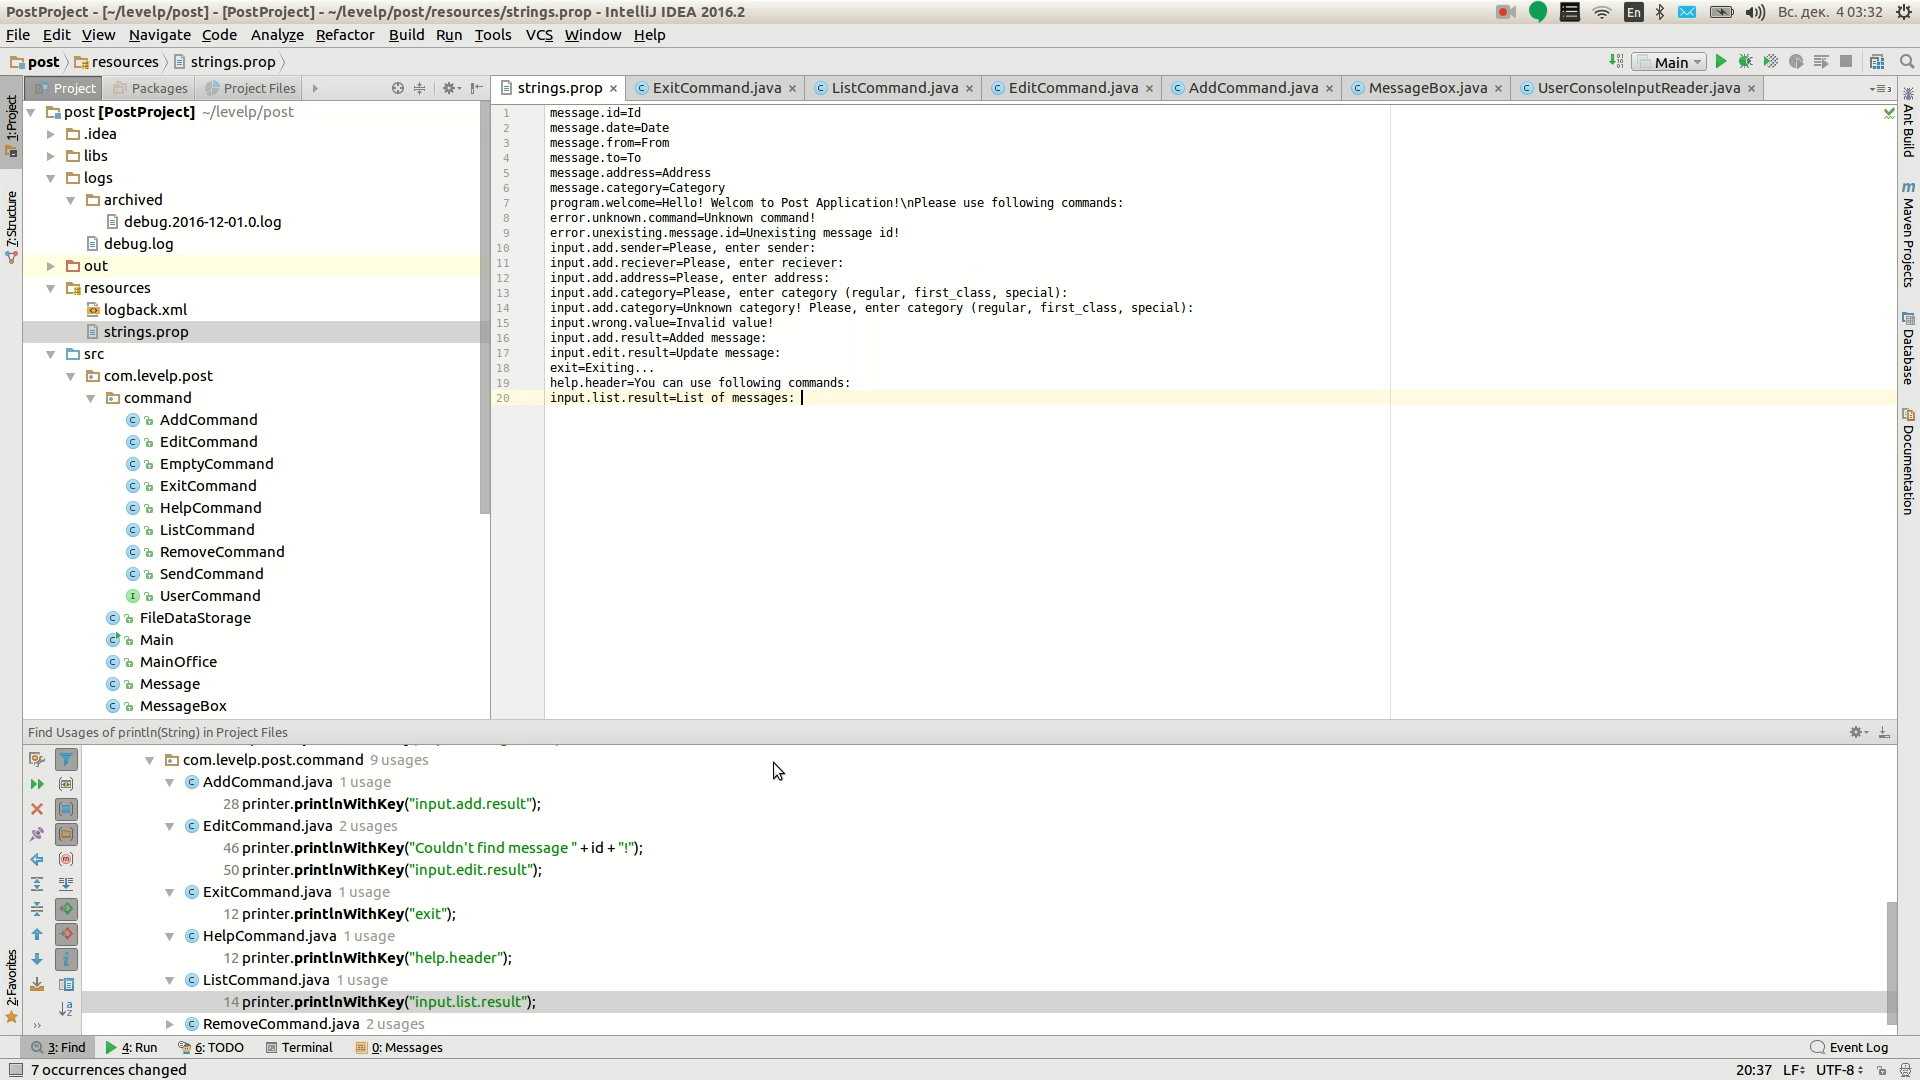 PostProject - [~/levelp/post] - [PostProject] - ~/levelp/post/resources/strings.prop - IntelliJ IDEA 2016.2
En
Вс. дек. 4 03:32
File Edit View Navigate Code Analyze Refactor Build Run Tools VCS Window Help
post resources strings.prop
Main
Project Packages Project Files
strings.prop ExitCommand.java ListCommand.java EditCommand.java AddCommand.java MessageBox.java UserConsoleInputReader.java
1: Project
7: Structure
2: Favorites
post [PostProject] ~/levelp/post
.idea
libs
logs
archived
debug.2016-12-01.0.log
debug.log
out
resources
logback.xml
strings.prop
src
com.levelp.post
command
AddCommand
EditCommand
EmptyCommand
ExitCommand
HelpCommand
ListCommand
RemoveCommand
SendCommand
UserCommand
FileDataStorage
Main
MainOffice
Message
MessageBox
1 message.id=Id
2 message.date=Date
3 message.from=From
4 message.to=To
5 message.address=Address
6 message.category=Category
7 program.welcome=Hello! Welcom to Post Application!\nPlease use following commands:
8 error.unknown.command=Unknown command!
9 error.unexisting.message.id=Unexisting message id!
10 input.add.sender=Please, enter sender:
11 input.add.reciever=Please, enter reciever:
12 input.add.address=Please, enter address:
13 input.add.category=Please, enter category (regular, first_class, special):
14 input.add.category=Unknown category! Please, enter category (regular, first_class, special):
15 input.wrong.value=Invalid value!
16 input.add.result=Added message:
17 input.edit.result=Update message:
18 exit=Exiting...
19 help.header=You can use following commands:
20 input.list.result=List of messages:
Ant Build
m Maven Projects
Database
Documentation
Find Usages of println(String) in Project Files
com.levelp.post.command 9 usages
AddCommand.java 1 usage
28 printer.printlnWithKey("input.add.result");
EditCommand.java 2 usages
46 printer.printlnWithKey("Couldn't find message " + id + "!");
50 printer.printlnWithKey("input.edit.result");
ExitCommand.java 1 usage
12 printer.printlnWithKey("exit");
HelpCommand.java 1 usage
12 printer.printlnWithKey("help.header");
ListCommand.java 1 usage
14 printer.printlnWithKey("input.list.result");
RemoveCommand.java 2 usages
3: Find 4: Run 6: TODO Terminal 0: Messages Event Log
7 occurrences changed 20:37 LF UTF-8